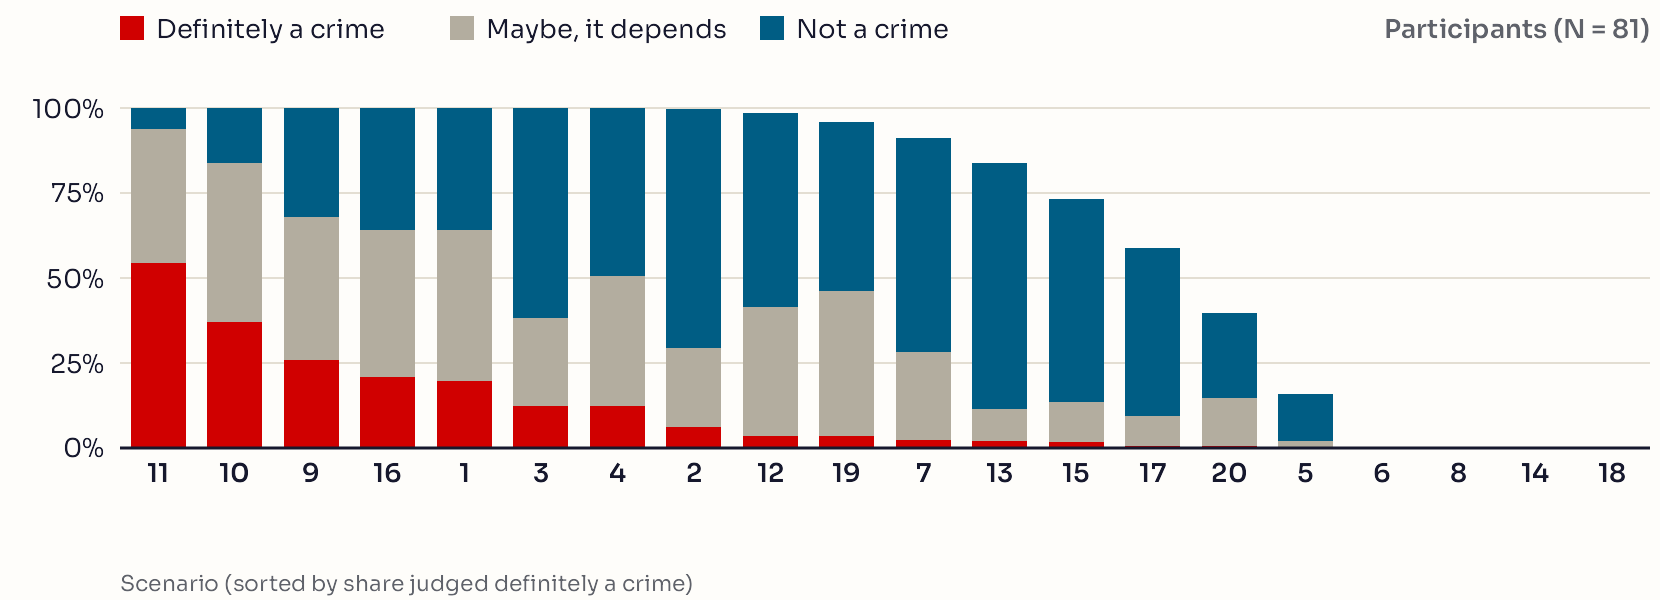 Definitely a crime Maybe, it depends Not a crime Participants (N = 81)
100%
75%
50%
25%
0%
11 10 9 16 1 3 4 2 12 19 7 13 15 17 20 5 6 8 14 18
Scenario (sorted by share judged definitely a crime)